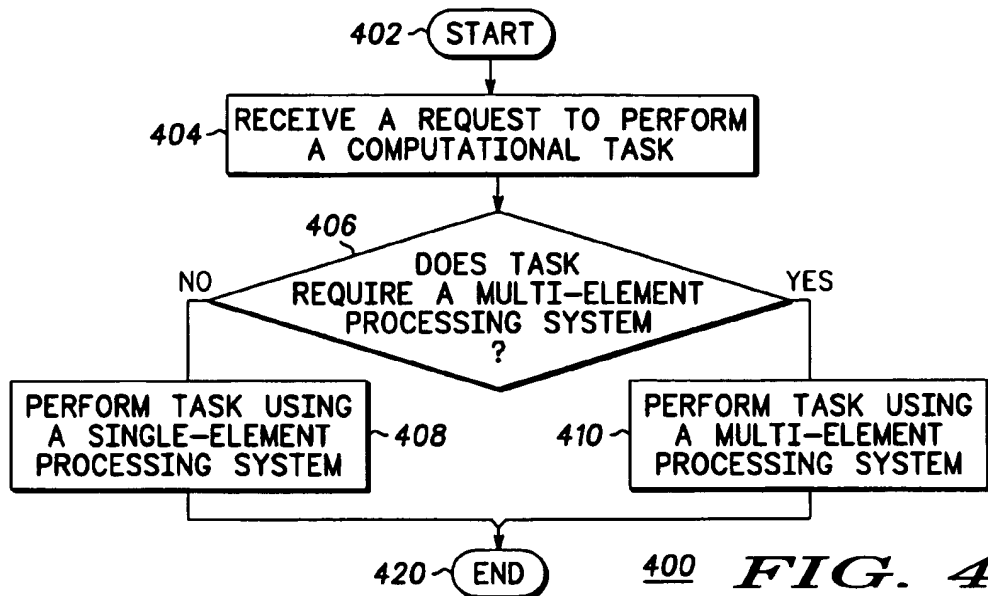 402
START
404
RECEIVE A REQUEST TO PERFORM
A COMPUTATIONAL TASK
406
DOES TASK
REQUIRE A MULTI-ELEMENT
PROCESSING SYSTEM
?
NO
YES
PERFORM TASK USING
A SINGLE-ELEMENT
PROCESSING SYSTEM
408
410
PERFORM TASK USING
A MULTI-ELEMENT
PROCESSING SYSTEM
420
END
400 FIG. 4